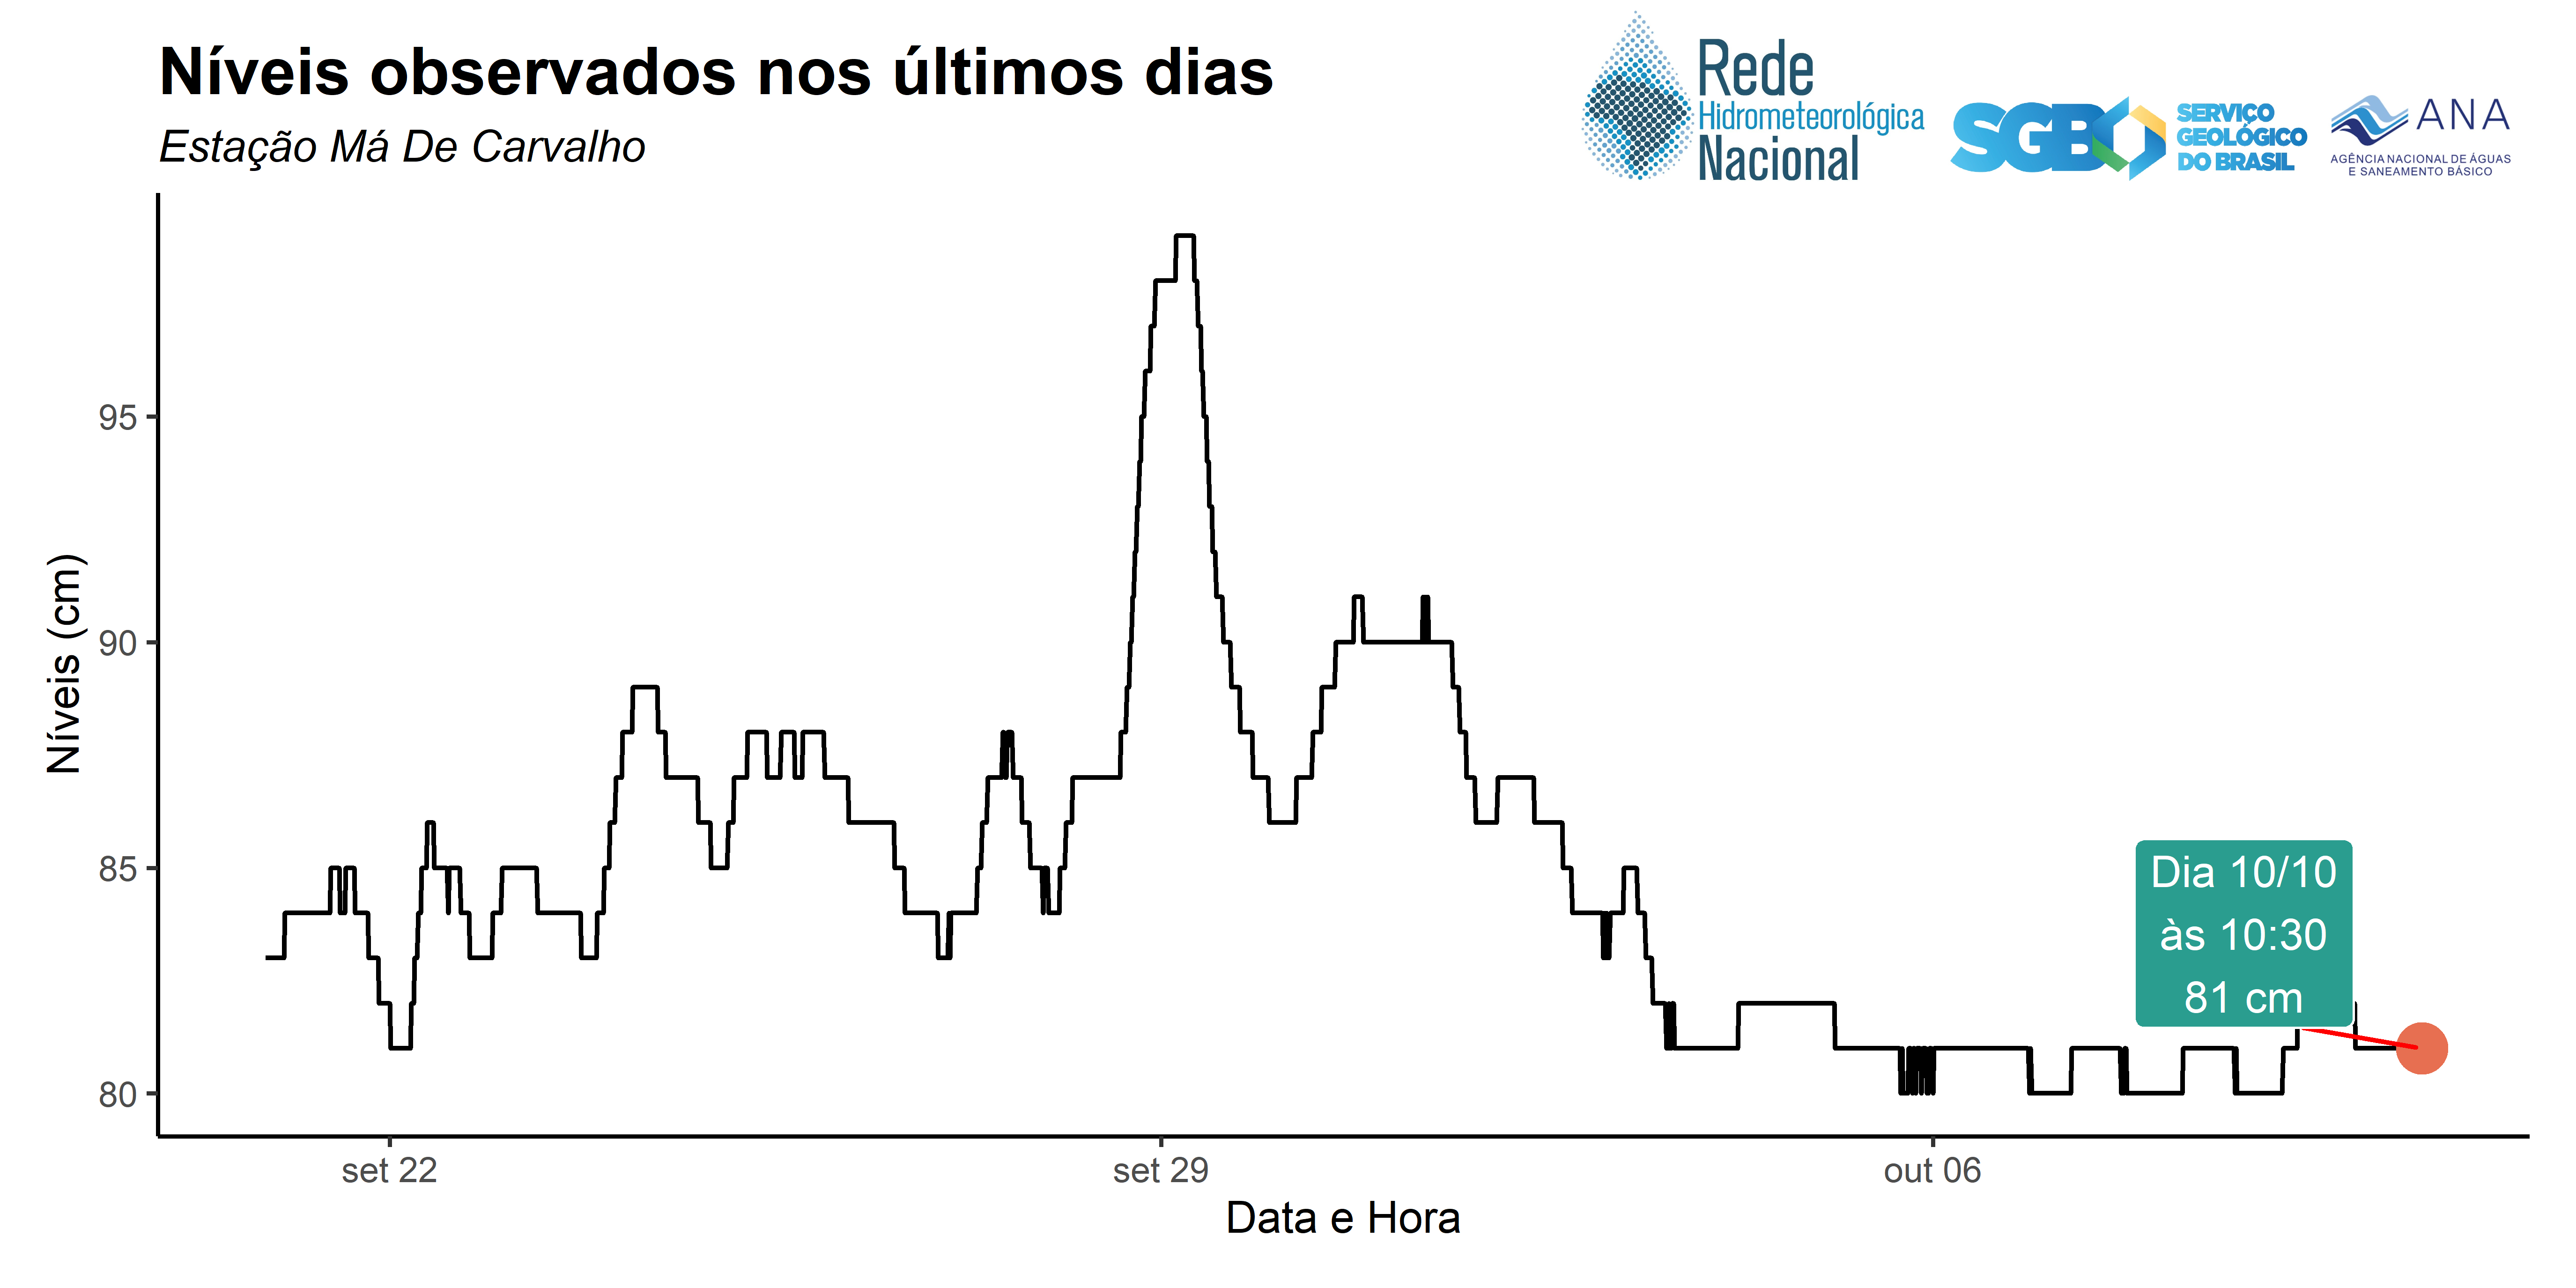 Níveis observados nos últimos dias
Estação Má De Carvalho
Rede
Hidrometeorológica
Nacional
SGB
SERVIÇO
GEOLÓGICO
DO BRASIL
ANA
AGÊNCIA NACIONAL DE ÁGUAS
E SANEAMENTO BÁSICO
Níveis (cm)
95
90
85
80
Dia 10/10
às 10:30
81 cm
set 22
set 29
out 06
Data e Hora